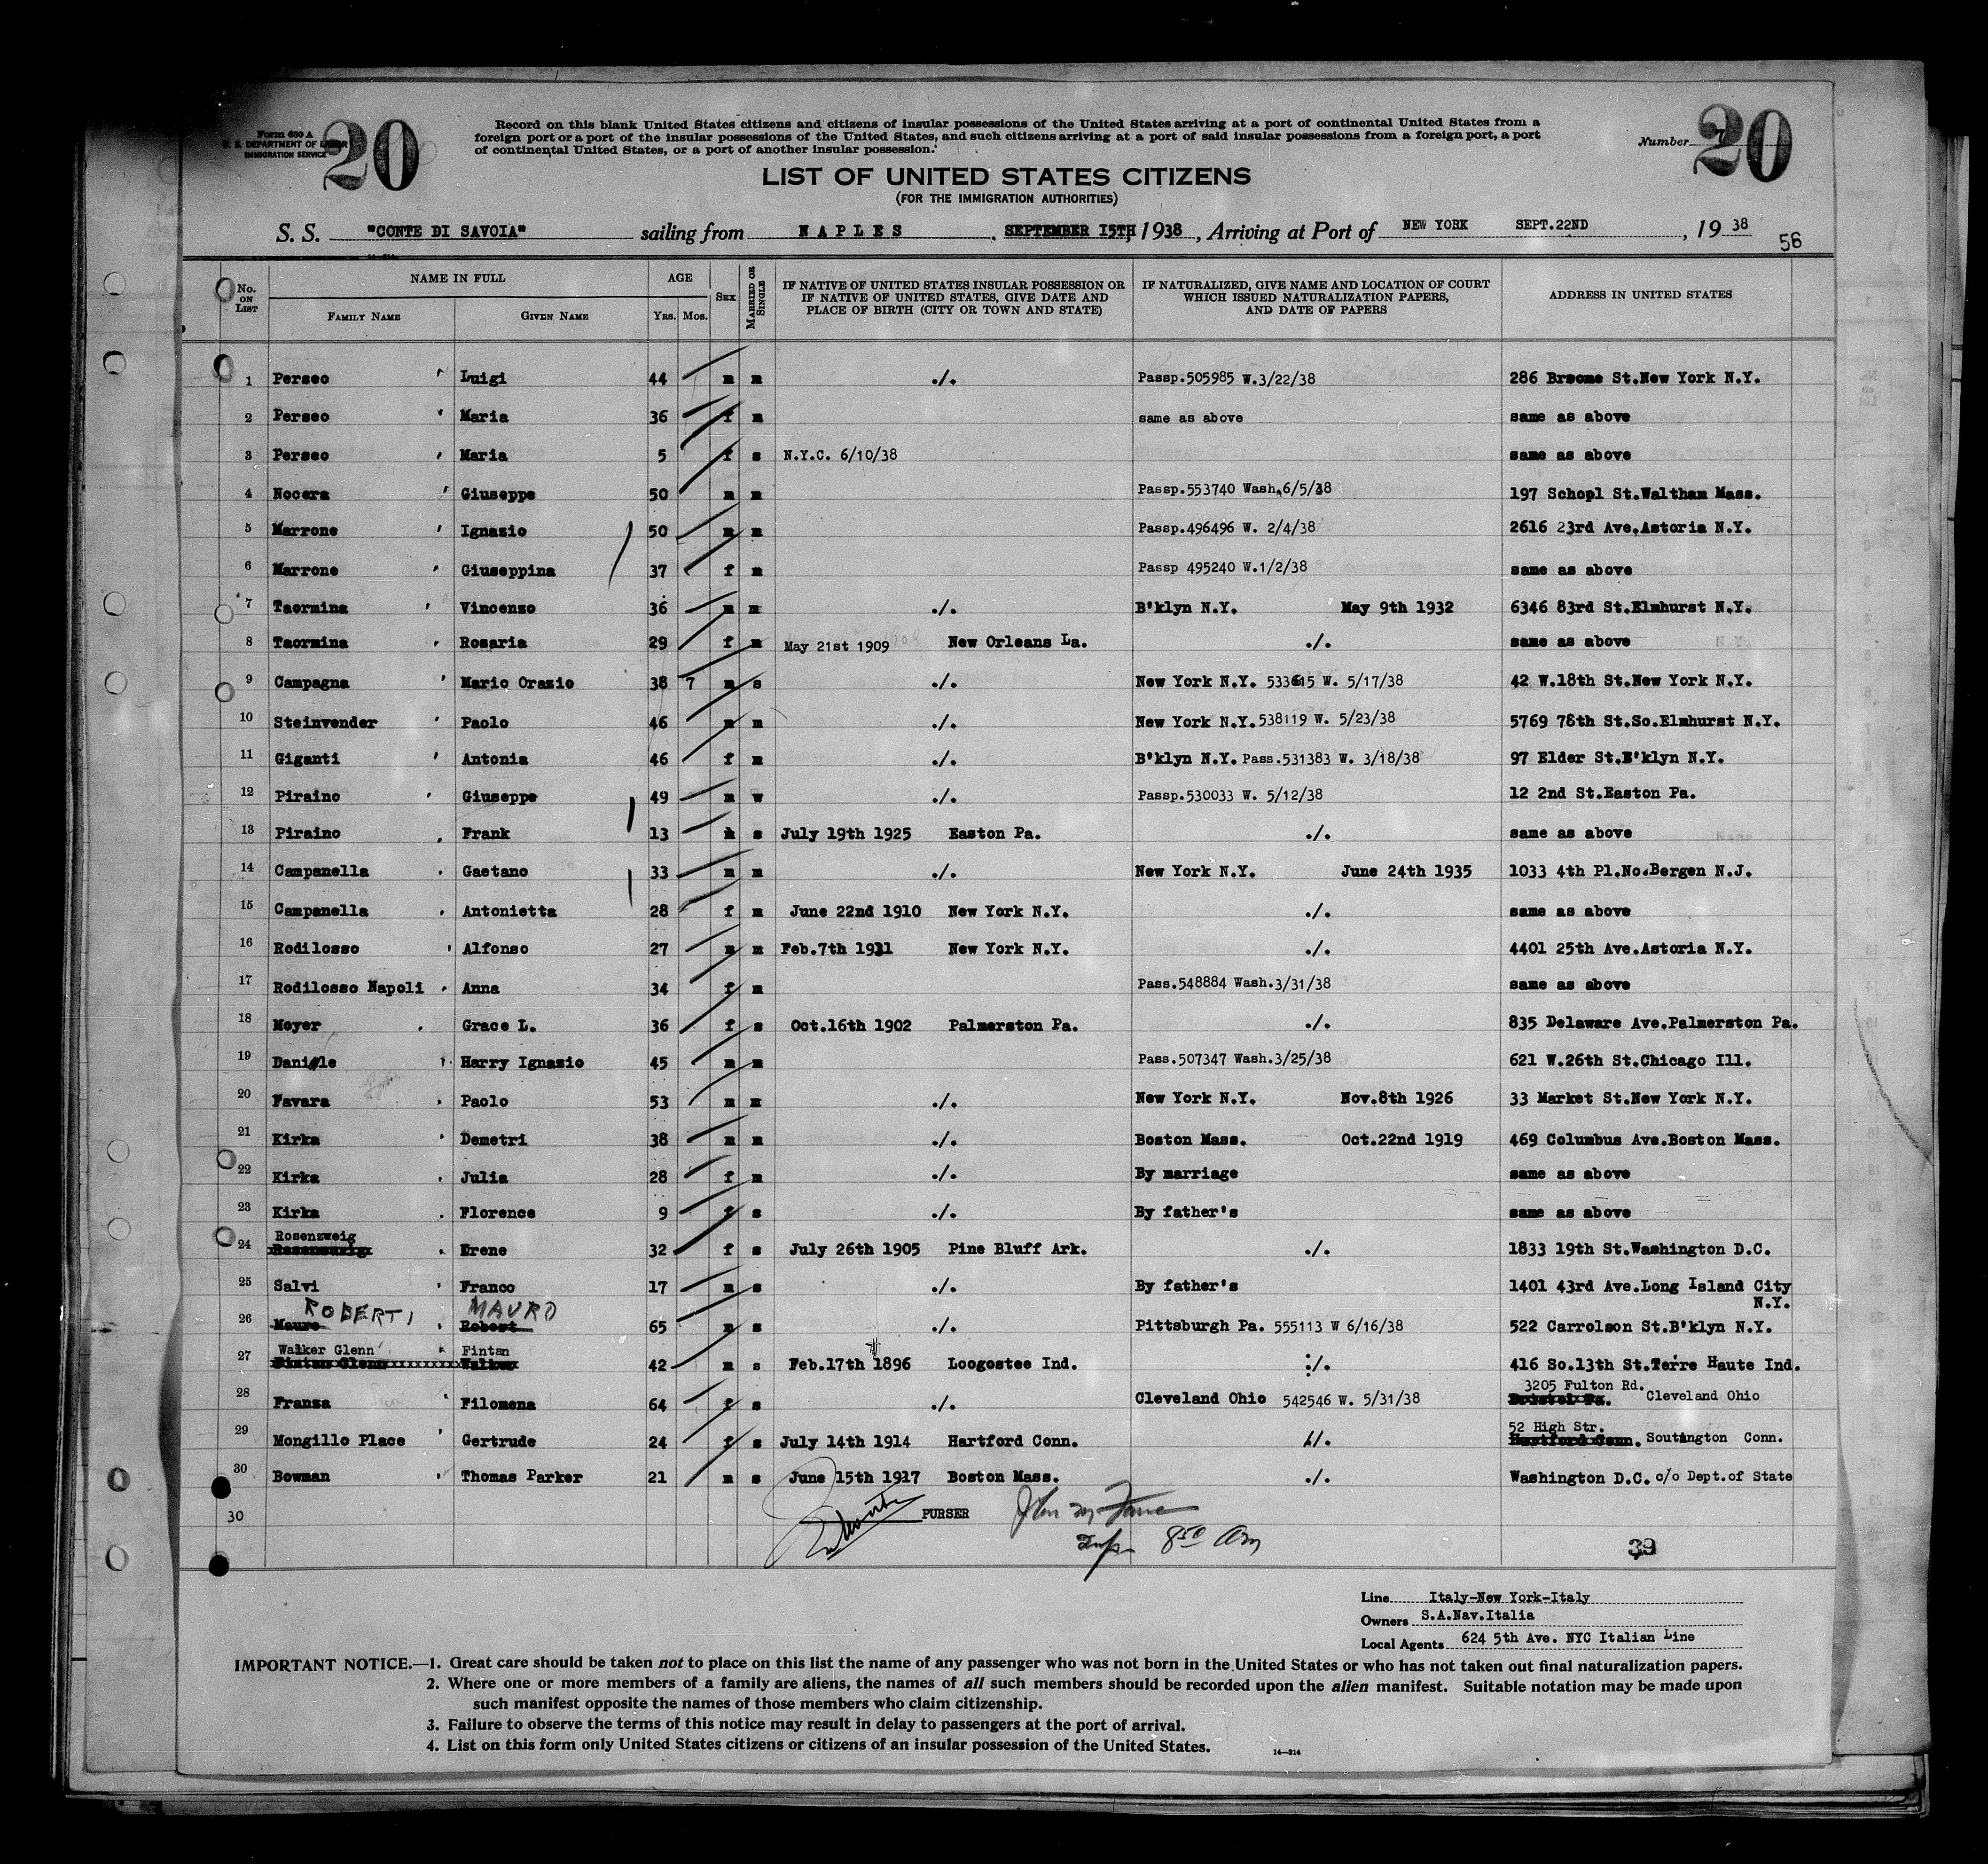 Form 630 A
U. S. DEPARTMENT OF LABOR
IMMIGRATION SERVICE
20
Record on this blank United States citizens and citizens of insular possessions of the United States arriving at a port of continental United States from a
foreign port or a port of the insular possessions of the United States, and such citizens arriving at a port of said insular possessions from a foreign port, a port
of continental United States, or a port of another insular possession.
Number 20
LIST OF UNITED STATES CITIZENS
(FOR THE IMMIGRATION AUTHORITIES)
S. S. "CONTE DI SAVOIA" sailing from NAPLES, SEPTEMBER 15TH, 1938, Arriving at Port of NEW YORK SEPT.22ND, 19 38
56
No. ON LIST NAME IN FULL FAMILY NAME GIVEN NAME AGE YRS. MOS. SEX MARRIED OR SINGLE IF NATIVE OF UNITED STATES INSULAR POSSESSION OR IF NATIVE OF UNITED STATES, GIVE DATE AND PLACE OF BIRTH (CITY OR TOWN AND STATE) IF NATURALIZED, GIVE NAME AND LOCATION OF COURT WHICH ISSUED NATURALIZATION PAPERS, AND DATE OF PAPERS ADDRESS IN UNITED STATES
1 Perseo Luigi 44 m m ./. Passp.505985 W.3/22/38 286 Broome St.New York N.Y.
2 Perseo Maria 36 f m same as above same as above
3 Perseo Maria 5 f s N.Y.C. 6/10/38 same as above
4 Nocera Giuseppe 50 m m Passp.553740 Wash.6/5/38 197 Schopl St.Waltham Mass.
5 Marrone Ignazio 50 m m Passp.496496 W. 2/4/38 2616 23rd Ave.Astoria N.Y.
6 Marrone Giuseppina 37 f m Passp 495240 W.1/2/38 same as above
7 Taormina Vincenzo 36 m m ./. B'klyn N.Y. May 9th 1932 6346 83rd St.Elmhurst N.Y.
8 Taormina Rosaria 29 f m May 21st 1909 New Orleans La. ./. same as above
9 Campagna Mario Orazio 38 7 m s ./. New York N.Y. 533615 W. 5/17/38 42 W.18th St.New York N.Y.
10 Steinvender Paolo 46 m m ./. New York N.Y. 538119 W. 5/23/38 5769 78th St.So.Elmhurst N.Y.
11 Giganti Antonia 46 f m ./. B'klyn N.Y. Pass.531383 W. 3/18/38 97 Elder St.B'klyn N.Y.
12 Piraino Giuseppe 49 m w ./. Passp.530033 W. 5/12/38 12 2nd St.Easton Pa.
13 Piraino Frank 13 m s July 19th 1925 Easton Pa. ./. same as above
14 Campanella Gaetano 33 m m ./. New York N.Y. June 24th 1935 1033 4th Pl.No.Bergen N.J.
15 Campanella Antonietta 28 f m June 22nd 1910 New York N.Y. ./. same as above
16 Rodilosso Alfonso 27 m m Feb.7th 1931 New York N.Y. ./. 4401 25th Ave.Astoria N.Y.
17 Rodilosso Napoli Anna 34 f m Pass.548884 Wash.3/31/38 same as above
18 Moyer Grace L. 36 f s Oct.16th 1902 Palmerston Pa. ./. 835 Delaware Ave.Palmerston Pa.
19 Daniele Harry Ignazio 45 m m Pass.507347 Wash.3/25/38 621 W.26th St.Chicago Ill.
20 Favara Paolo 53 m m ./. New York N.Y. Nov.8th 1926 33 Market St.New York N.Y.
21 Kirka Demetri 38 m m ./. Boston Mass. Oct.22nd 1919 469 Columbus Ave.Boston Mass.
22 Kirka Julia 28 f m ./. By marriage same as above
23 Kirka Florence 9 f s ./. By father's same as above
Rosenzweig
24 Erene 32 f s July 26th 1905 Pine Bluff Ark. ./. 1833 19th St.Washington D.C.
25 Salvi Franco 17 m s ./. By father's 1401 43rd Ave.Long Island City N.Y.
ROBERTI MAURO
26 Mauro Robert 65 m s ./. Pittsburgh Pa. 555113 W 6/16/38 522 Carrolson St.B'klyn N.Y.
Walker Glenn Fintan
27 Fintan Glenn Walker 42 m s Feb.17th 1896 Loogostee Ind. ./. 416 So.13th St.Terre Haute Ind.
3205 Fulton Rd.
28 Franza Filomena 64 f s ./. Cleveland Ohio 542546 W. 5/31/38 Bristol Pa. Cleveland Ohio
52 High Str.
29 Mongillo Place Gertrude 24 f s July 14th 1914 Hartford Conn. ./. Hartford Conn. Soutington Conn.
30 Bowman Thomas Parker 21 m s June 15th 1917 Boston Mass. ./. Washington D.C. c/o Dept.of State
30 PURSER
Insp 8 50 Am
39
Line Italy-New York-Italy
Owners S.A.Nav.Italia
Local Agents 624 5th Ave. NYC Italian Line
IMPORTANT NOTICE.—1. Great care should be taken not to place on this list the name of any passenger who was not born in the United States or who has not taken out final naturalization papers.
2. Where one or more members of a family are aliens, the names of all such members should be recorded upon the alien manifest. Suitable notation may be made upon
such manifest opposite the names of those members who claim citizenship.
3. Failure to observe the terms of this notice may result in delay to passengers at the port of arrival.
4. List on this form only United States citizens or citizens of an insular possession of the United States.
14—314